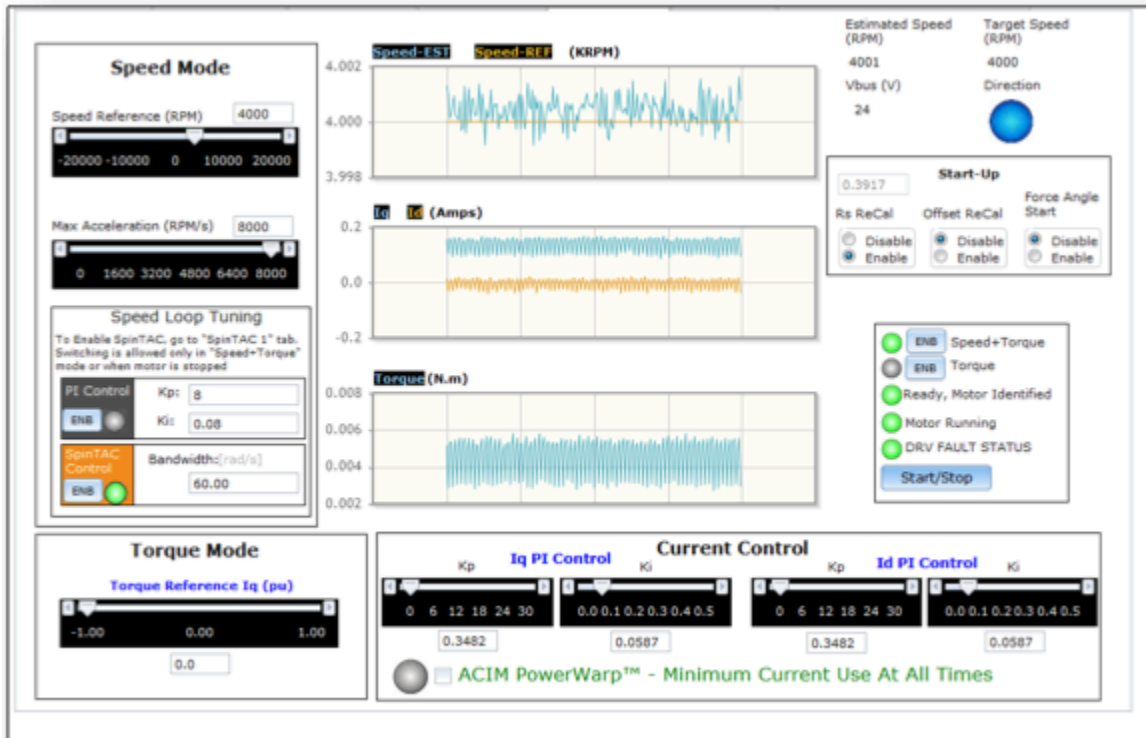 Speed Mode
Speed Reference (RPM) 4000
-20000 -10000 0 10000 20000
Max Acceleration (RPM/s) 8000
0 1600 3200 4800 6400 8000
Speed Loop Tuning
To Enable SpinTAC, go to "SpinTAC 1" tab.
Switching is allowed only in "Speed+Torque"
mode or when motor is stopped
PI Control
ENB
Kp: 8
Ki: 0.08
SpinTAC
Control
ENB
Bandwidth:[rad/s]
60.00
Torque Mode
Torque Reference Iq (pu)
-1.00 0.00 1.00
0.0
Speed-EST Speed-REF (KRPM)
4.002
4.000
3.998
Iq Id (Amps)
0.2
0.0
-0.2
Torque (N.m)
0.008
0.006
0.004
0.002
Estimated Speed
(RPM)
4001
Target Speed
(RPM)
4000
Vbus (V)
24
Direction
Start-Up
0.3917
Rs ReCal
Disable
Enable
Offset ReCal
Disable
Enable
Force Angle
Start
Disable
Enable
ENB Speed+Torque
ENB Torque
Ready, Motor Identified
Motor Running
DRV FAULT STATUS
Start/Stop
Current Control
Iq PI Control
Kp
0 6 12 18 24 30
0.3482
Ki
0.0 0.1 0.2 0.3 0.4 0.5
0.0587
Id PI Control
Kp
0 6 12 18 24 30
0.3482
Ki
0.0 0.1 0.2 0.3 0.4 0.5
0.0587
ACIM PowerWarp™ - Minimum Current Use At All Times